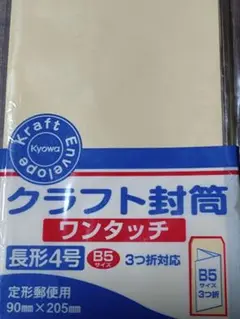 Kraft Envelope
Kyowa
クラフト封筒
ワンタッチ
長形4号 B5サイズ 3つ折対応
定形郵便用
90mm×205mm
B5
サイズ
3つ折